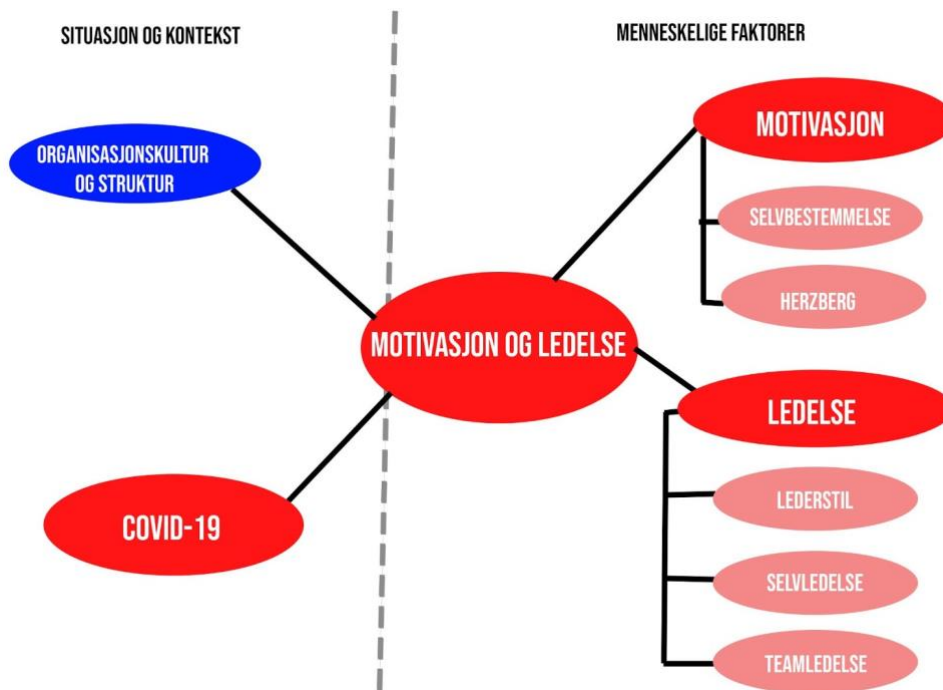 SITUASJON OG KONTEKST
MENNESKELIGE FAKTORER
ORGANISASJONSKULTUR
OG STRUKTUR
MOTIVASJON
SELVBESTEMMELSE
HERZBERG
MOTIVASJON OG LEDELSE
LEDELSE
COVID-19
LEDERSTIL
SELVLEDELSE
TEAMLEDELSE